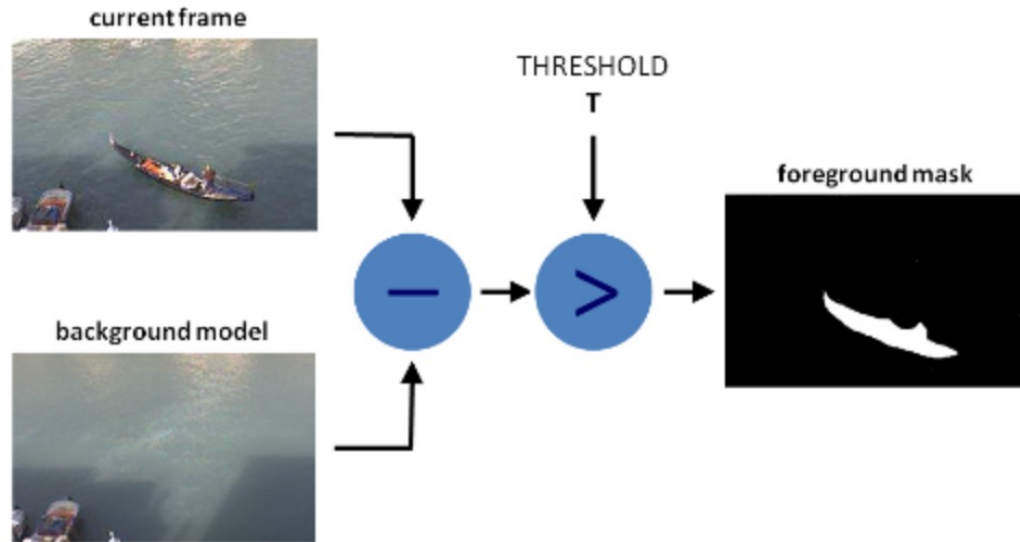 current frame
THRESHOLD
T
foreground mask
−
>
background model